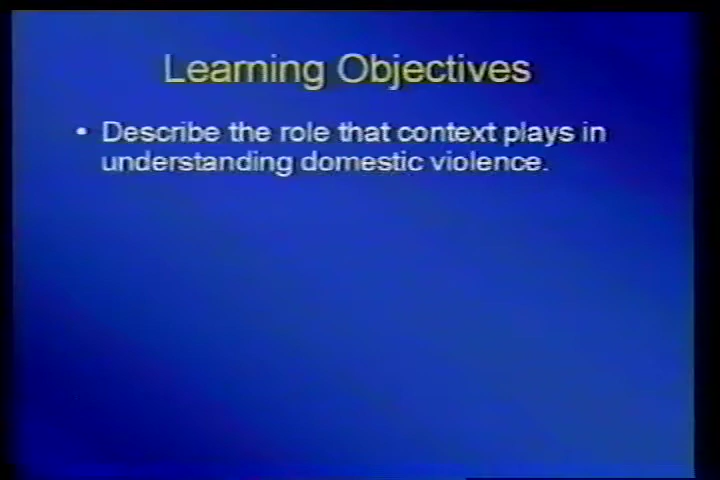 Learning Objectives
• Describe the role that context plays in
understanding domestic violence.